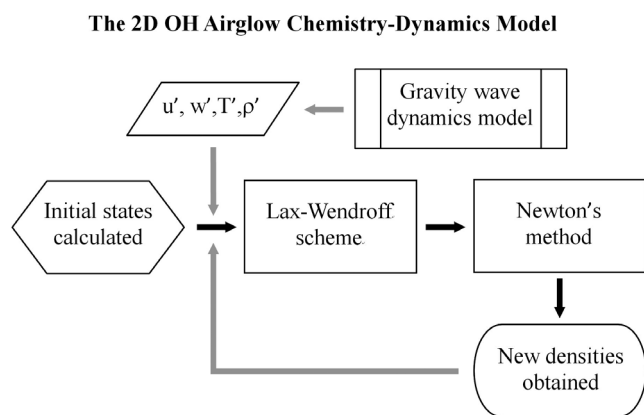 The 2D OH Airglow Chemistry-Dynamics Model
u′, w′,T′,ρ′
Gravity wave
dynamics model
Initial states
calculated
Lax-Wendroff
scheme
Newton's
method
New densities
obtained